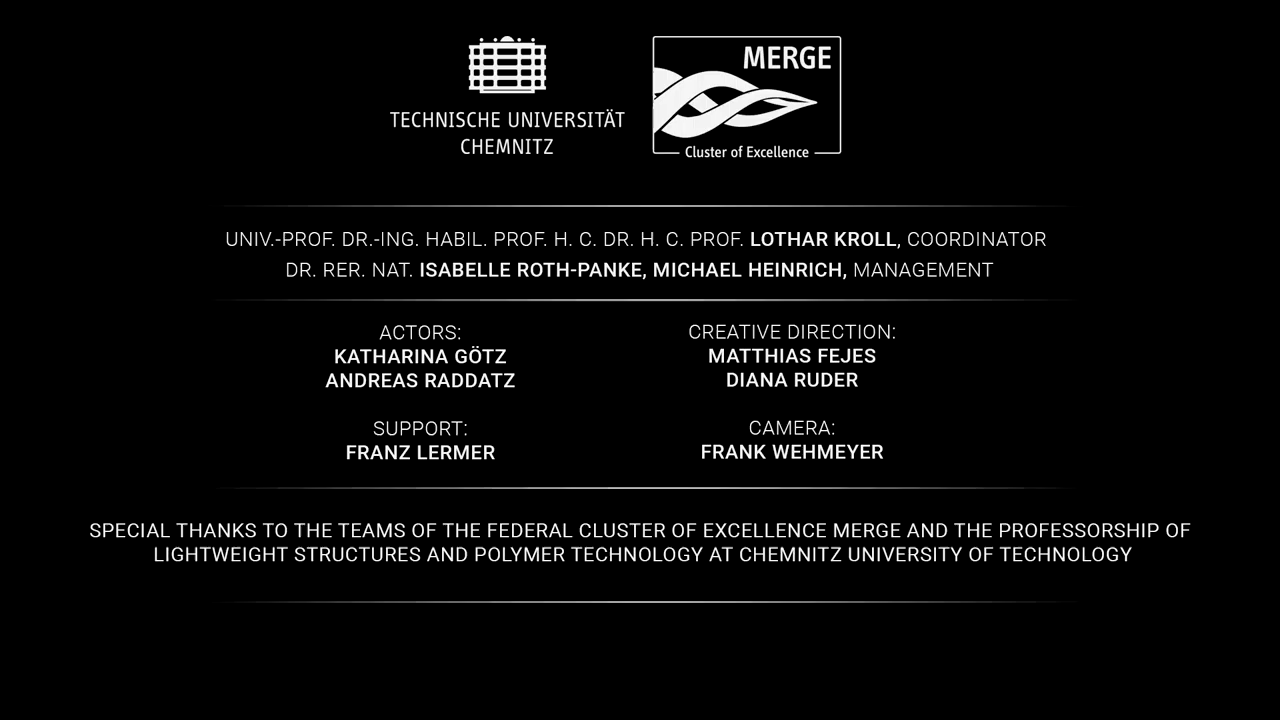 TECHNISCHE UNIVERSITÄT
CHEMNITZ
MERGE
Cluster of Excellence
UNIV.-PROF. DR.-ING. HABIL. PROF. H. C. DR. H. C. PROF. LOTHAR KROLL, COORDINATOR
DR. RER. NAT. ISABELLE ROTH-PANKE, MICHAEL HEINRICH, MANAGEMENT
ACTORS:
KATHARINA GÖTZ
ANDREAS RADDATZ
CREATIVE DIRECTION:
MATTHIAS FEJES
DIANA RUDER
SUPPORT:
FRANZ LERMER
CAMERA:
FRANK WEHMEYER
SPECIAL THANKS TO THE TEAMS OF THE FEDERAL CLUSTER OF EXCELLENCE MERGE AND THE PROFESSORSHIP OF
LIGHTWEIGHT STRUCTURES AND POLYMER TECHNOLOGY AT CHEMNITZ UNIVERSITY OF TECHNOLOGY